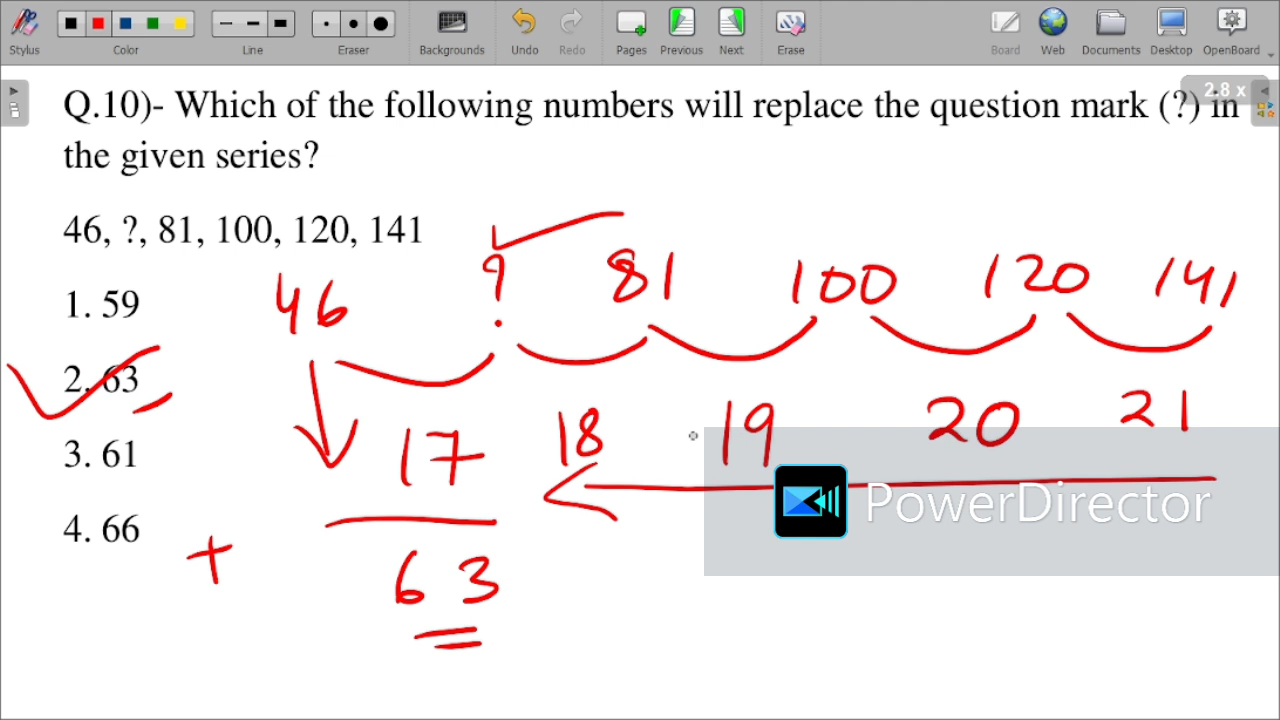 Stylus Color Line Eraser Backgrounds Undo Redo Pages Previous Next Erase Board Web Documents Desktop OpenBoard
2.8 x
Q.10)- Which of the following numbers will replace the question mark (?) in
the given series?
46, ?, 81, 100, 120, 141
46 ? 81 100 120 141
1. 59
2. 63
17 18 19 20 21
3. 61
PowerDirector
4. 66
+ 63